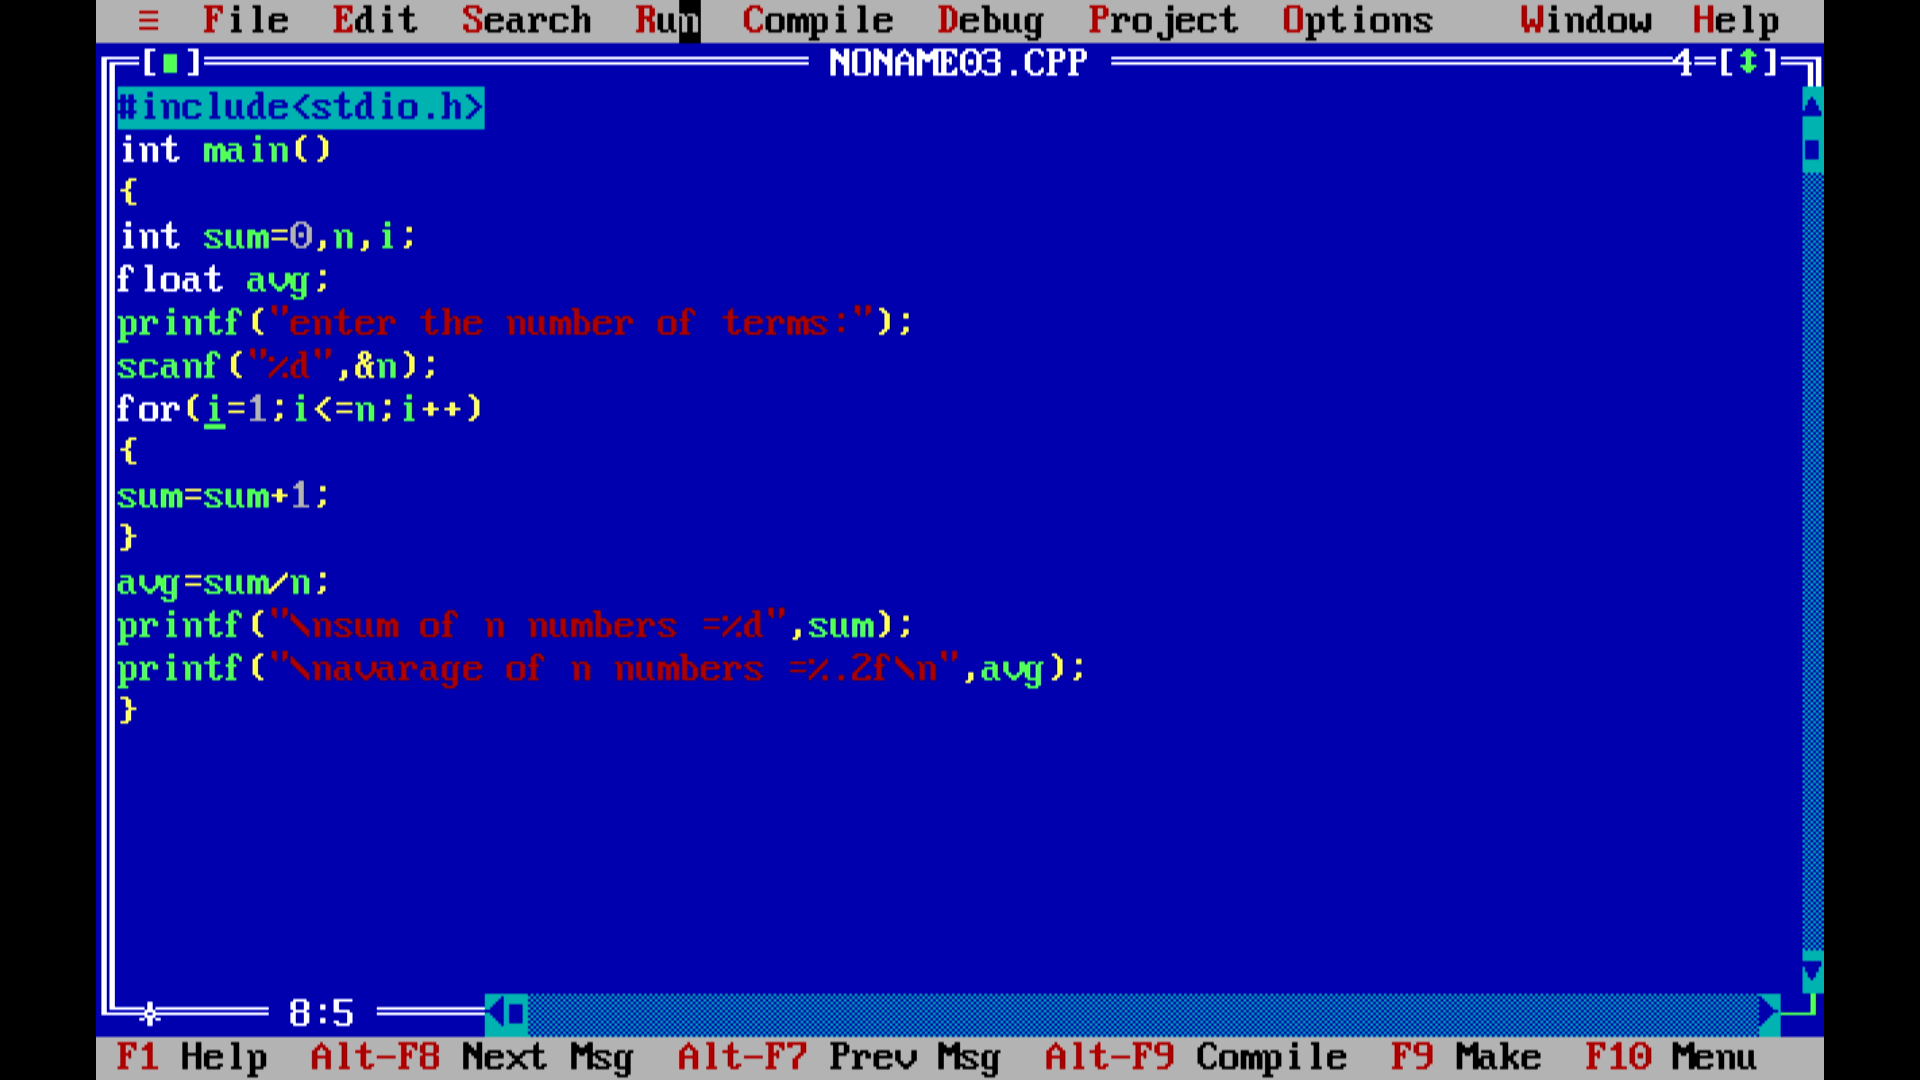 ≡ File Edit Search Run Compile Debug Project Options Window Help
[■] NONAME03.CPP 4=[↕]
#include<stdio.h>
int main()
{
int sum=0,n,i;
float avg;
printf("enter the number of terms:");
scanf("%d",&n);
for(i=1;i<=n;i++)
{
sum=sum+1;
}
avg=sum/n;
printf("\nsum of n numbers =%d",sum);
printf("\navarage of n numbers =%.2f\n",avg);
}
8:5
F1 Help Alt-F8 Next Msg Alt-F7 Prev Msg Alt-F9 Compile F9 Make F10 Menu